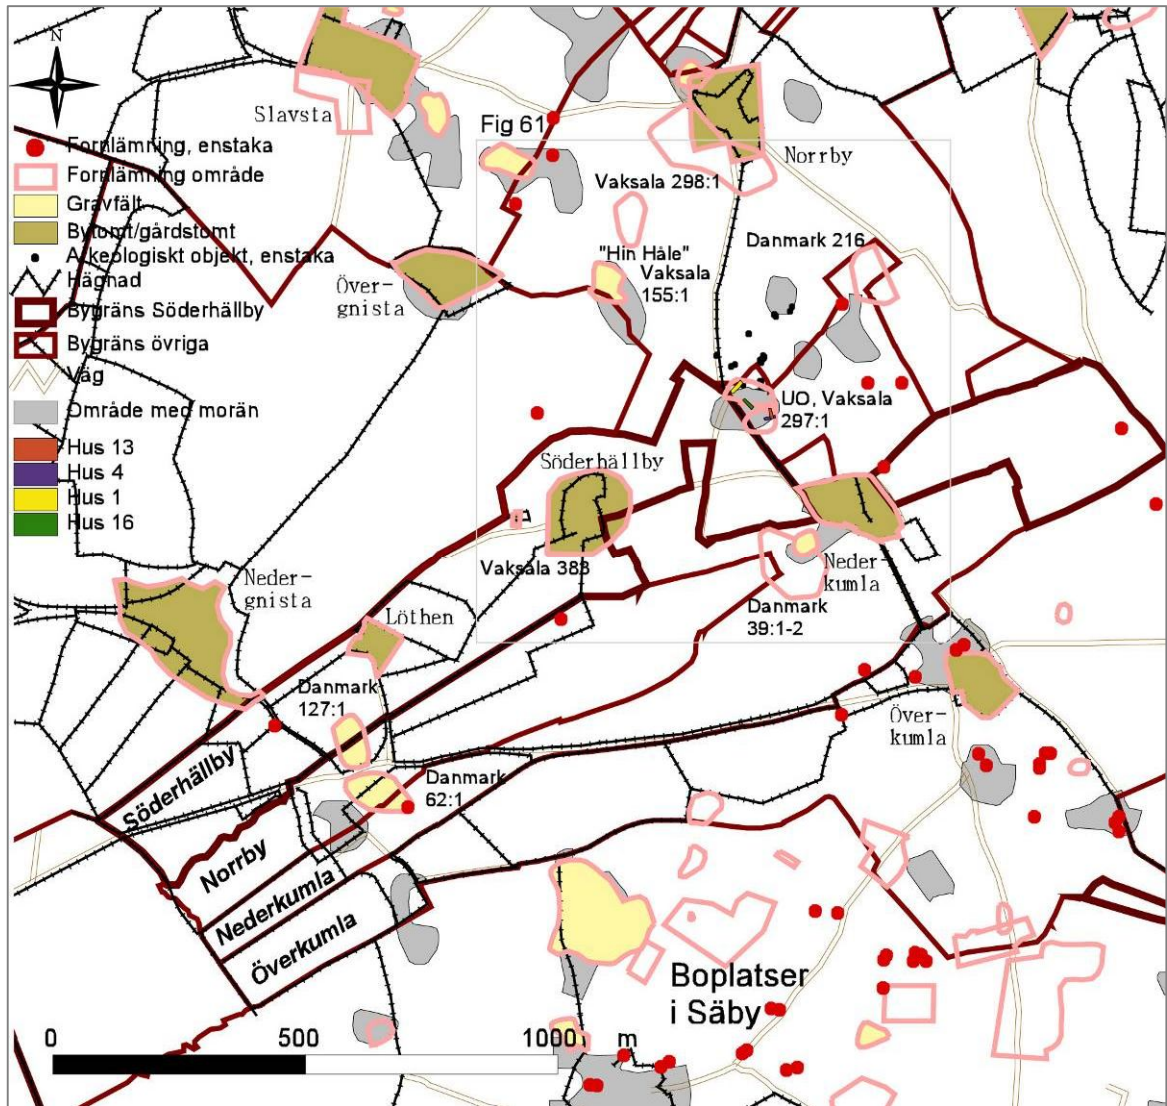 N
Slavsta
Fig 61
Norrby
Fornlämning, enstaka
Fornlämning område
Gravfält
Bytomt/gårdstomt
Arkeologiskt objekt, enstaka
Hägnad
Bygräns Söderhällby
Bygräns övriga
Väg
Område med morän
Hus 13
Hus 4
Hus 1
Hus 16
Vaksala 298:1
Danmark 216
"Hin Håle"
Vaksala
155:1
Över-
gnista
UO, Vaksala
297:1
Söderhällby
Vaksala 383
Neder-
kumla
Danmark
39:1-2
Neder-
gnista
Löthen
Danmark
127:1
Över-
kumla
Danmark
62:1
Söderhällby
Norrby
Nederkumla
Överkumla
Boplatser
i Säby
0 500 1000 m